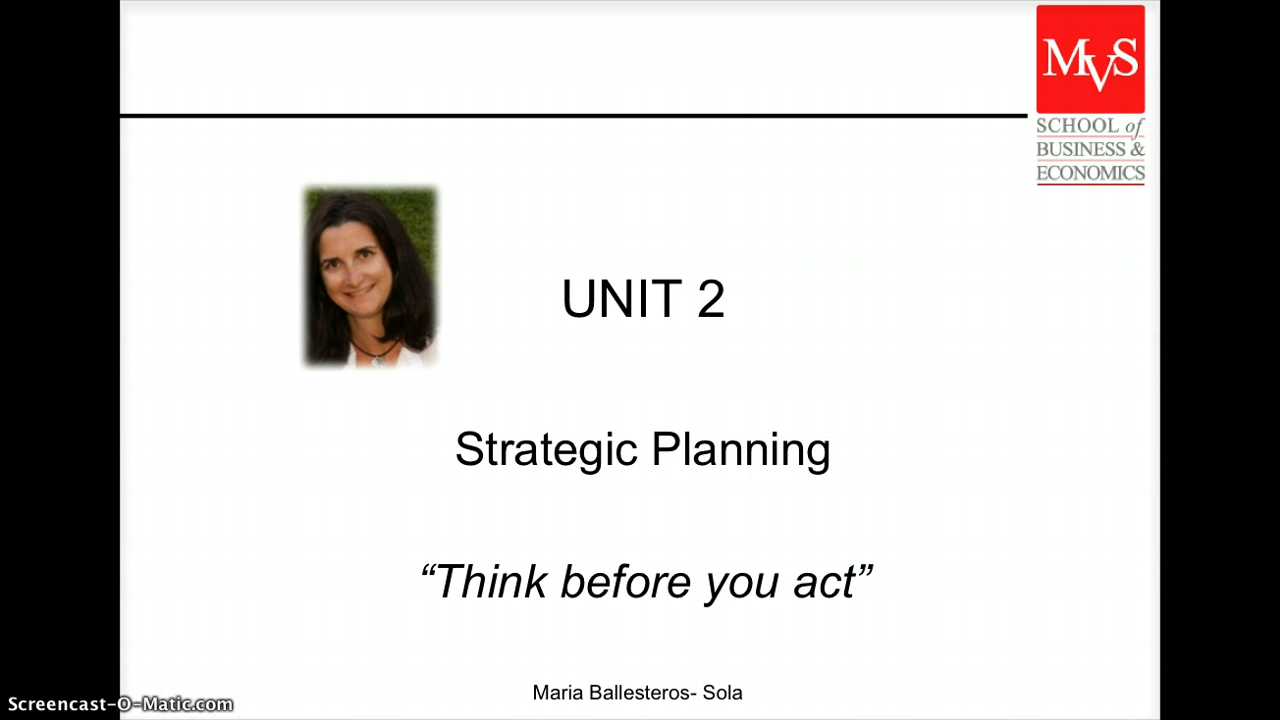 MVS
SCHOOL of
BUSINESS &
ECONOMICS
UNIT 2
Strategic Planning
“Think before you act”
Maria Ballesteros- Sola
Screencast-O-Matic.com